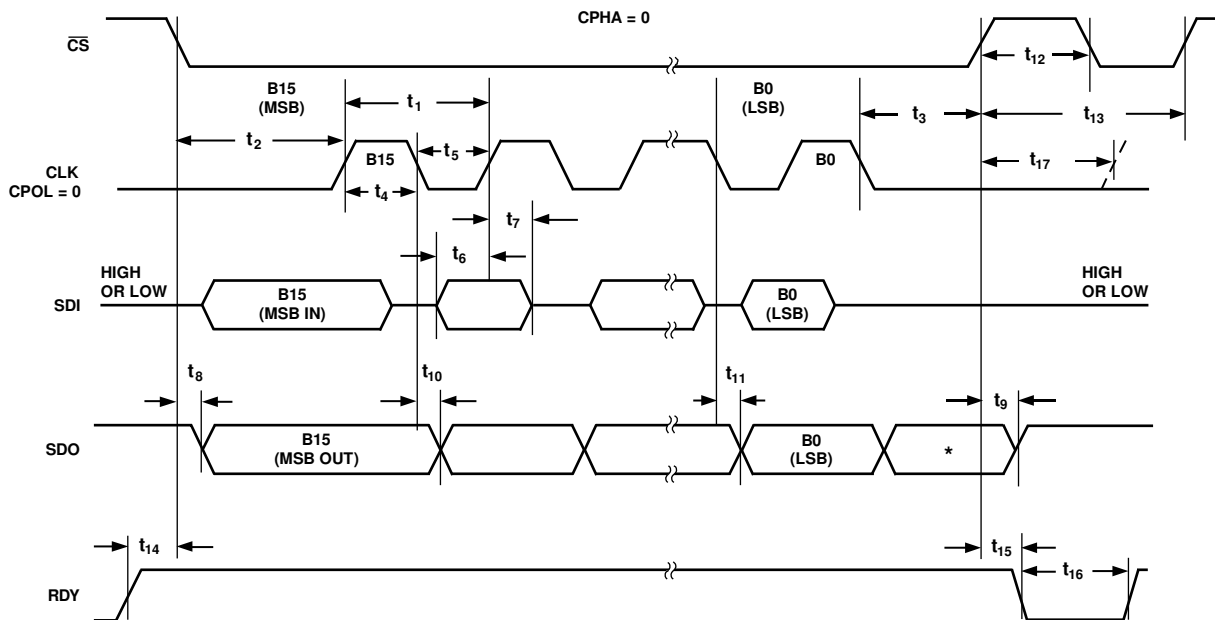 CPHA = 0
CS
t12
B15
(MSB)
t1
B0
(LSB)
t3
t13
t2
B15
t5
B0
t17
CLK
CPOL = 0
t4
t7
t6
HIGH
OR LOW
SDI
B15
(MSB IN)
B0
(LSB)
HIGH
OR LOW
t8
t10
t11
t9
SDO
B15
(MSB OUT)
B0
(LSB)
*
t14
t15
t16
RDY